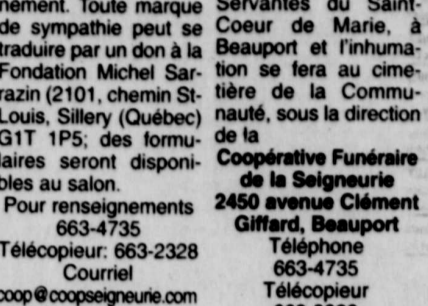 nement. Toute marque
de sympathie peut se
traduire par un don à la
Fondation Michel Sar-
razin (2101, chemin St-
Louis, Sillery (Québec)
G1T 1P5; des formu-
laires seront disponi-
bles au salon.
Pour renseignements
663-4735
Télécopieur: 663-2328
Courriel
coop@coopseigneurie.com
Servantes du Saint-
Coeur de Marie, à
Beauport et l'inhuma-
tion se fera au cime-
tière de la Commu-
nauté, sous la direction
de la
Coopérative Funéraire
de la Seigneurie
2450 avenue Clément
Giffard, Beauport
Téléphone
663-4735
Télécopieur